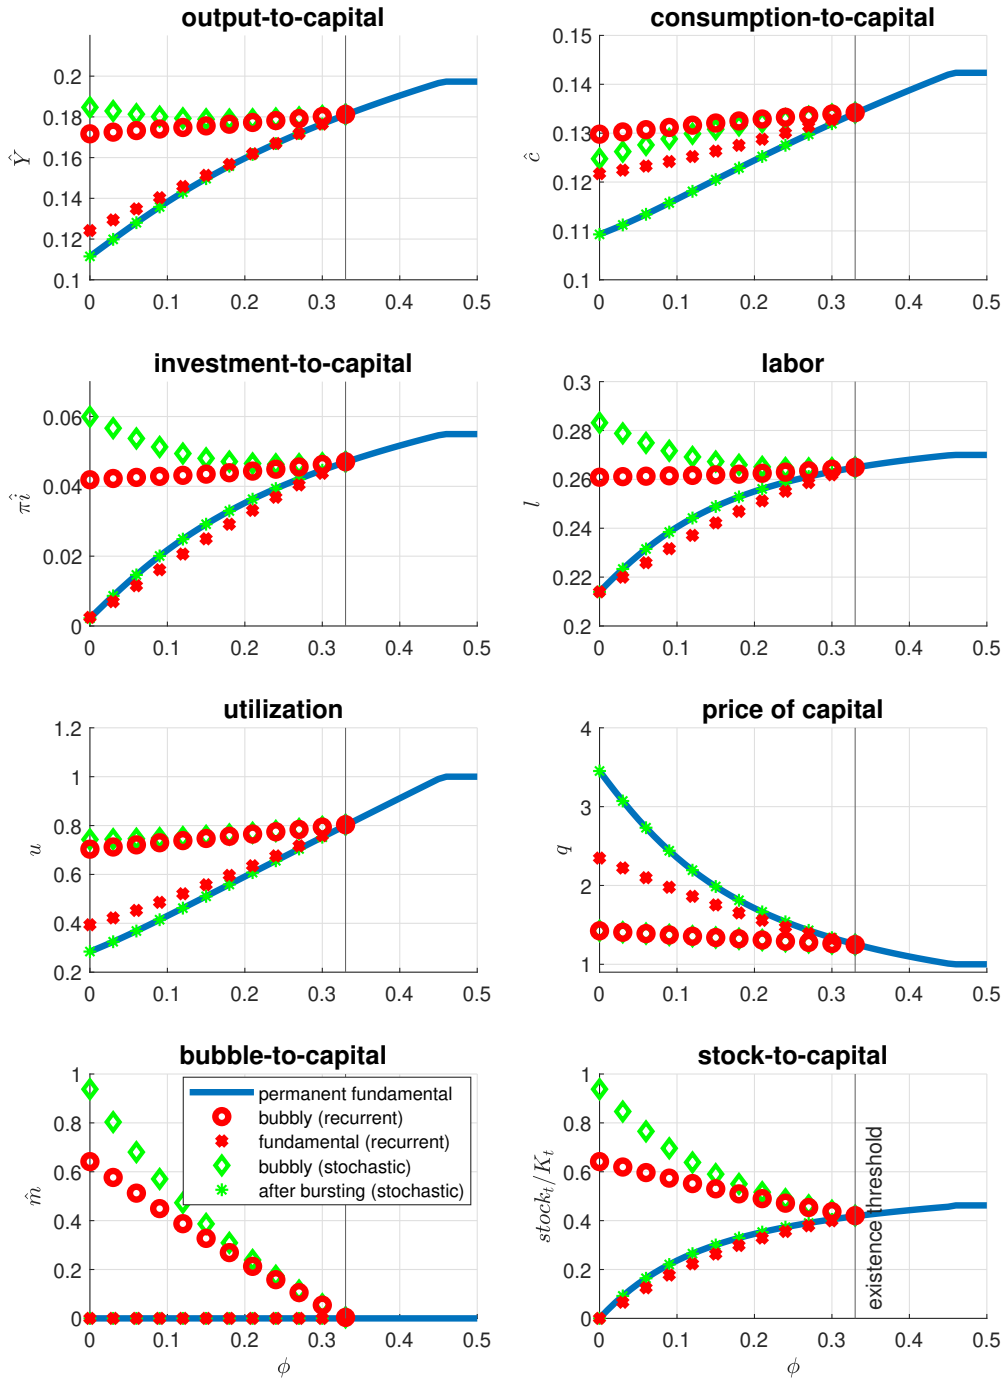 output-to-capital
0.2
0.18
0.16
0.14
0.12
0.1
Ŷ
0 0.1 0.2 0.3 0.4 0.5
consumption-to-capital
0.15
0.14
0.13
0.12
0.11
0.1
ĉ
0 0.1 0.2 0.3 0.4 0.5
investment-to-capital
0.06
0.04
0.02
0
πî
0 0.1 0.2 0.3 0.4 0.5
labor
0.3
0.28
0.26
0.24
0.22
0.2
l
0 0.1 0.2 0.3 0.4 0.5
utilization
1.2
1
0.8
0.6
0.4
0.2
u
0 0.1 0.2 0.3 0.4 0.5
price of capital
4
3
2
1
q
0 0.1 0.2 0.3 0.4 0.5
bubble-to-capital
1
0.8
0.6
0.4
0.2
0
m̂
permanent fundamental
bubbly (recurrent)
fundamental (recurrent)
bubbly (stochastic)
after bursting (stochastic)
0 0.1 0.2 0.3 0.4 0.5
ϕ
stock-to-capital
1
0.8
0.6
0.4
0.2
0
stock_t/K_t
existence threshold
0 0.1 0.2 0.3 0.4 0.5
ϕ